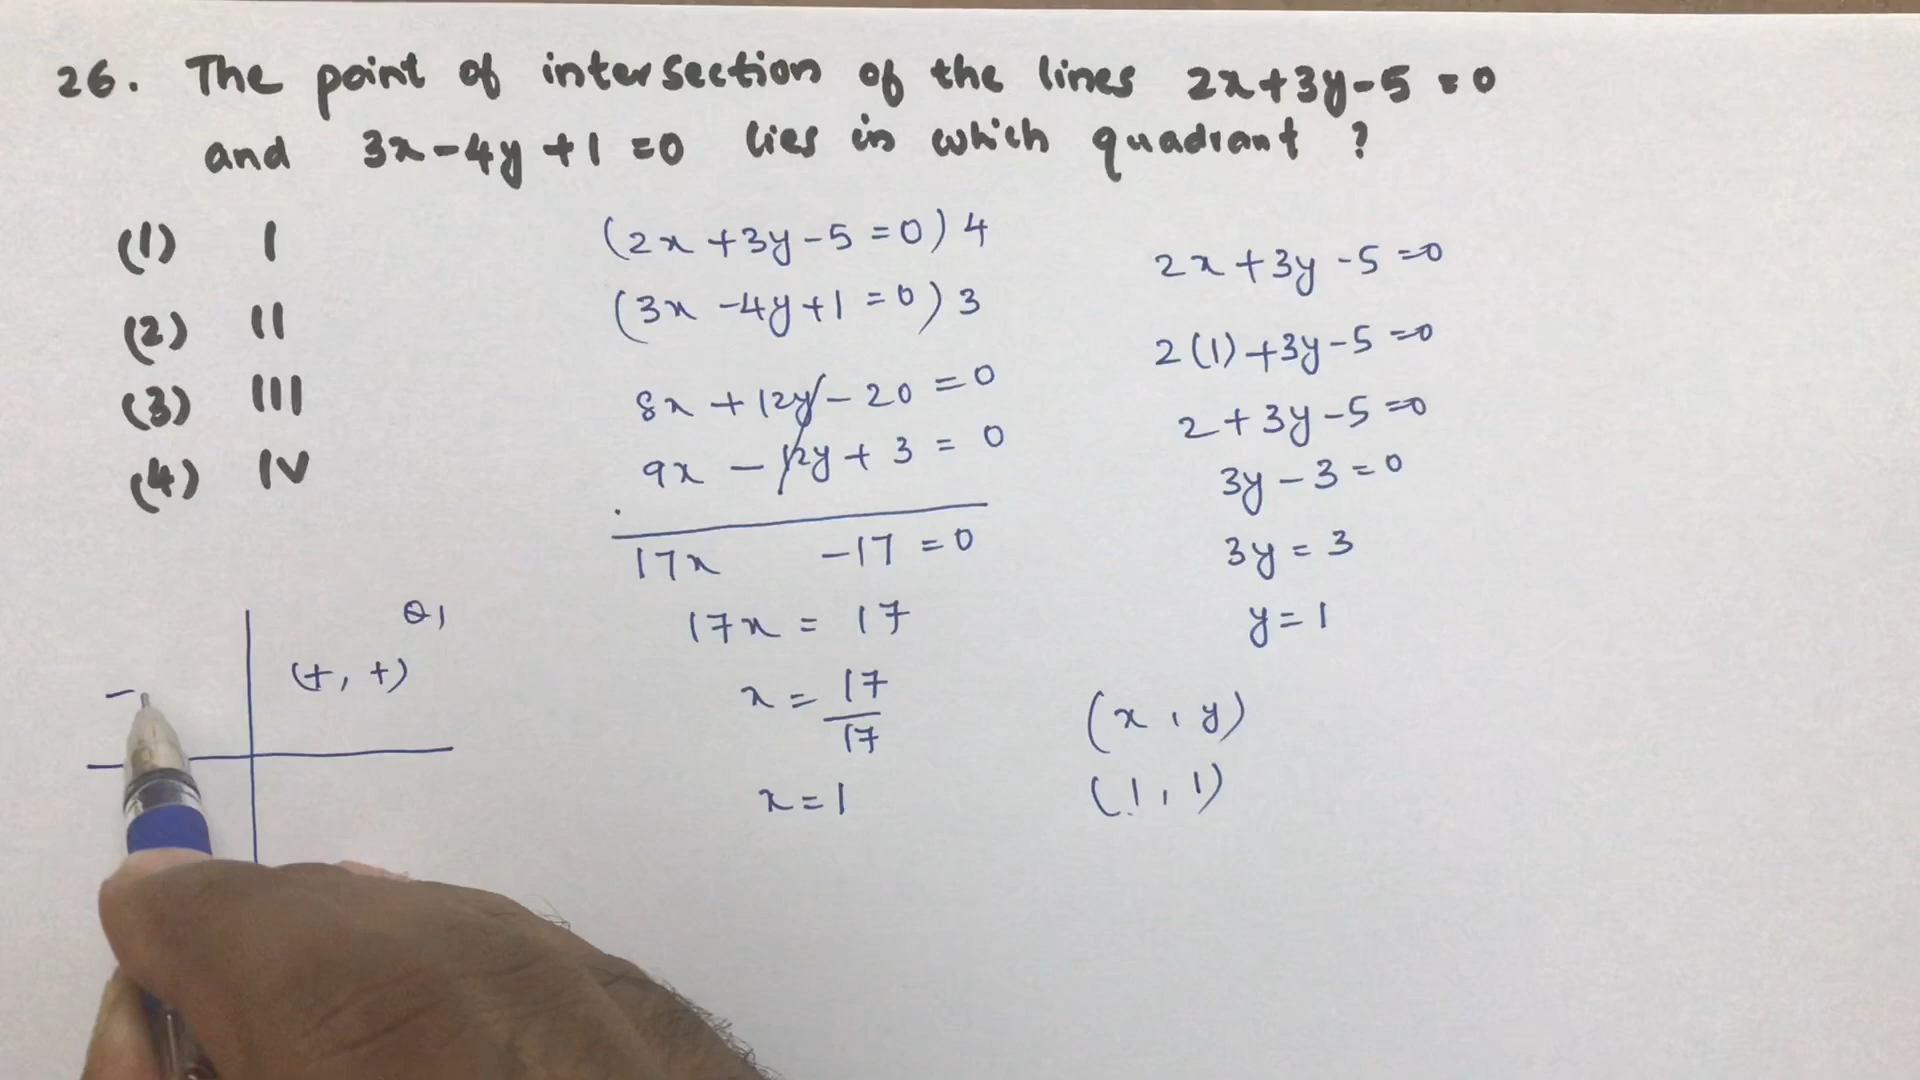 26. The point of intersection of the lines 2x+3y-5=0
and 3x-4y+1=0 lies in which quadrant ?
(1) I
(2) II
(3) III
(4) IV
(2x+3y-5=0)4
(3x-4y+1=0)3
8x+12y-20=0
9x-12y+3=0
17x -17=0
17x = 17
x = 17/17
x=1
2x+3y-5=0
2(1)+3y-5=0
2+3y-5=0
3y-3=0
3y=3
y=1
(x, y)
(1, 1)
Q1
(+, +)
-